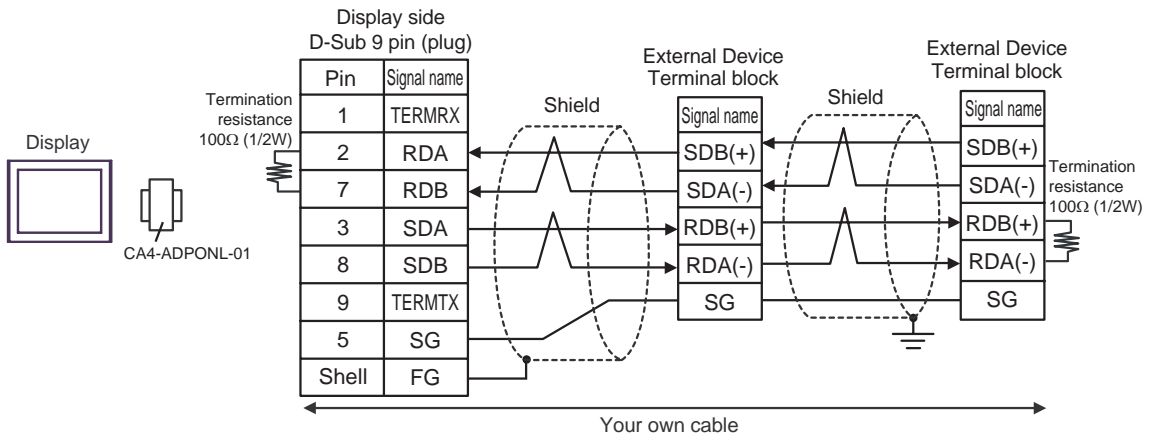 Display side
D-Sub 9 pin (plug)
External Device
Terminal block
External Device
Terminal block
Display
CA4-ADPONL-01
Termination
resistance
100Ω (1/2W)
Pin Signal name
1 TERMRX
2 RDA
7 RDB
3 SDA
8 SDB
9 TERMTX
5 SG
Shell FG
Shield
Signal name
SDB(+)
SDA(-)
RDB(+)
RDA(-)
SG
Shield
Signal name
SDB(+)
SDA(-)
RDB(+)
RDA(-)
SG
Termination
resistance
100Ω (1/2W)
Your own cable